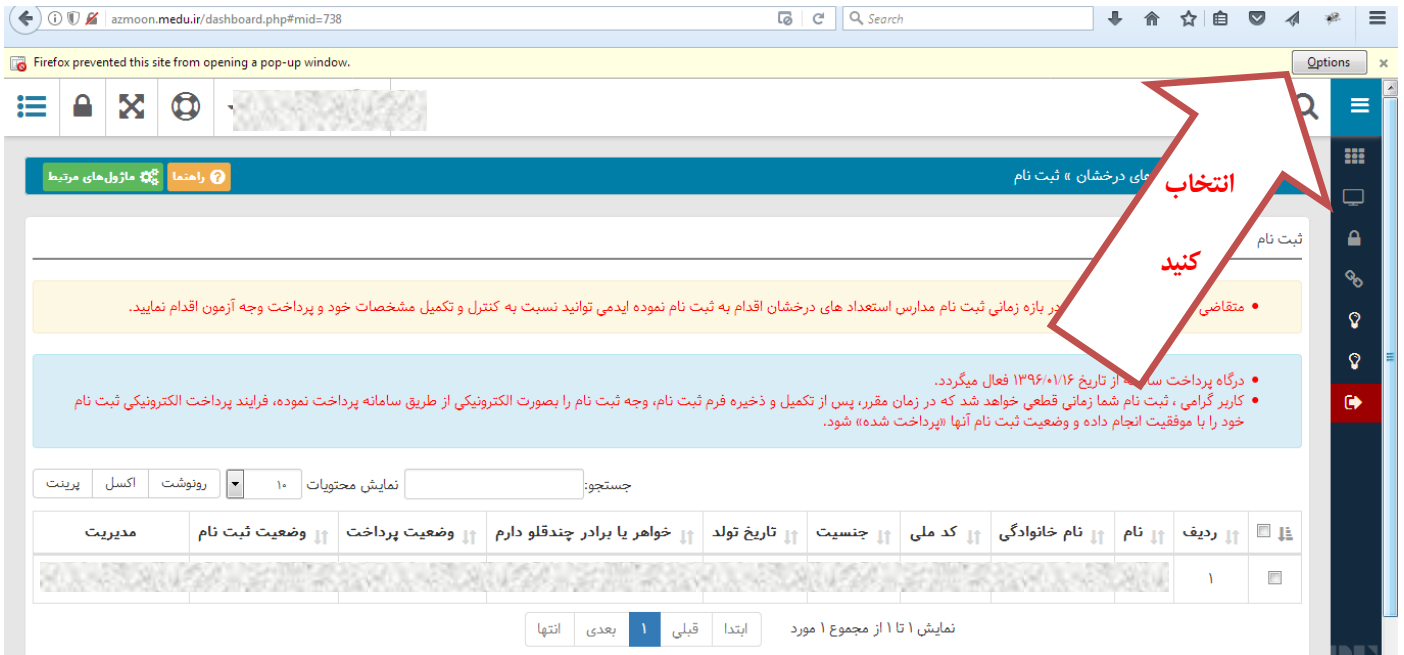 azmoon.medu.ir/dashboard.php#mid=738
Search
Firefox prevented this site from opening a pop-up window.
Options
های درخشان » ثبت نام
راهنما
ماژول‌های مرتبط
انتخاب
کنید
ثبت نام
متقاضی
در بازه زمانی ثبت نام مدارس استعداد های درخشان اقدام به ثبت نام نموده ایدمی توانید نسبت به کنترل و تکمیل مشخصات خود و پرداخت وجه آزمون اقدام نمایید.
درگاه پرداخت از تاریخ ۱۳۹۶/۰۱/۱۶ فعال میگردد.
کاربر گرامی ، ثبت نام شما زمانی قطعی خواهد شد که در زمان مقرر، پس از تکمیل و ذخیره فرم ثبت نام، وجه ثبت نام را بصورت الکترونیکی از طریق سامانه پرداخت نموده، فرایند پرداخت الکترونیکی ثبت نام
خود را با موفقیت انجام داده و وضعیت ثبت نام آنها «پرداخت شده» شود.
جستجو: نمایش محتویات ۱۰ رونوشت اکسل پرینت
ردیف نام نام خانوادگی کد ملی جنسیت تاریخ تولد خواهر یا برادر چندقلو دارم وضعیت پرداخت وضعیت ثبت نام مدیریت
۱
نمایش ۱ تا ۱ از مجموع ۱ مورد ابتدا قبلی ۱ بعدی انتها